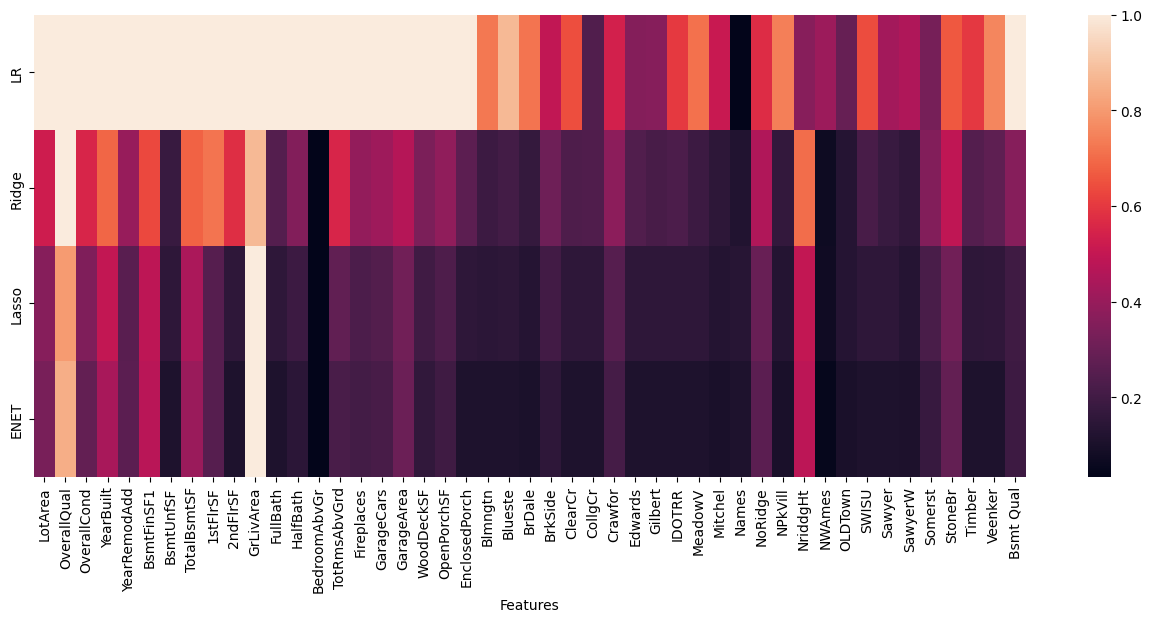 LR
Ridge
Lasso
ENET
LotArea
OverallQual
OverallCond
YearBuilt
YearRemodAdd
BsmtFinSF1
BsmtUnfSF
TotalBsmtSF
1stFlrSF
2ndFlrSF
GrLivArea
FullBath
HalfBath
BedroomAbvGr
TotRmsAbvGrd
Fireplaces
GarageCars
GarageArea
WoodDeckSF
OpenPorchSF
EnclosedPorch
Blmngtn
Blueste
BrDale
BrkSide
ClearCr
CollgCr
Crawfor
Edwards
Gilbert
IDOTRR
MeadowV
Mitchel
Names
NoRidge
NPkVill
NriddgHt
NWAmes
OLDTown
SWISU
Sawyer
SawyerW
Somerst
StoneBr
Timber
Veenker
Bsmt Qual
Features
1.0
0.8
0.6
0.4
0.2